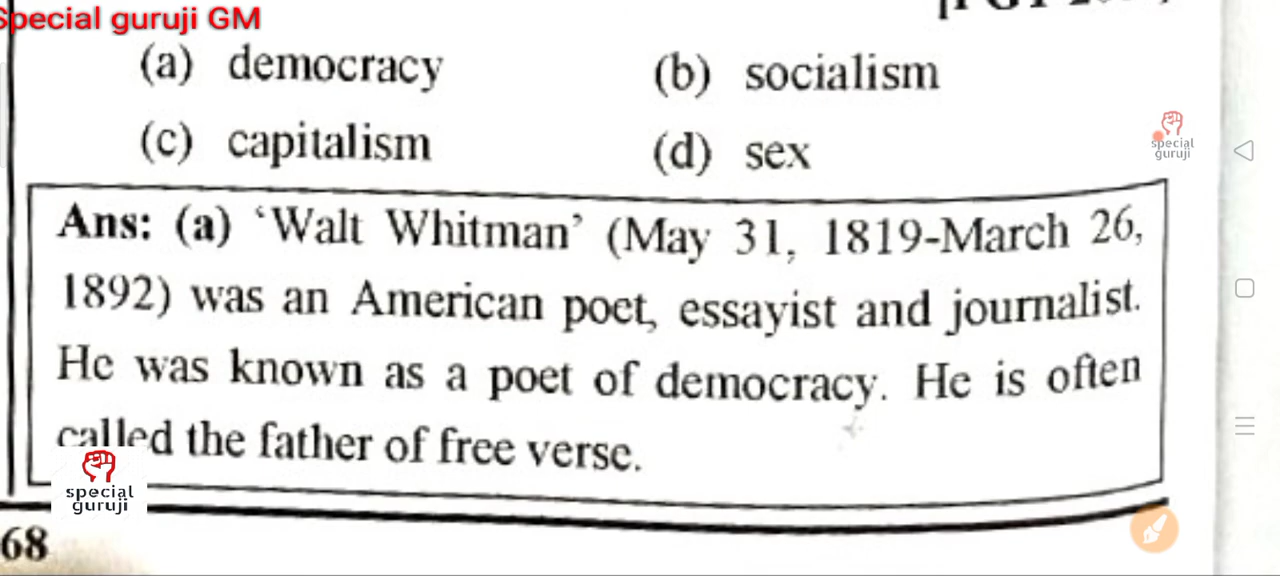 Special guruji GM
(a) democracy (b) socialism
(c) capitalism (d) sex
special
guruji
Ans: (a) ‘Walt Whitman’ (May 31, 1819-March 26,
1892) was an American poet, essayist and journalist.
He was known as a poet of democracy. He is often
called the father of free verse.
special
guruji
68